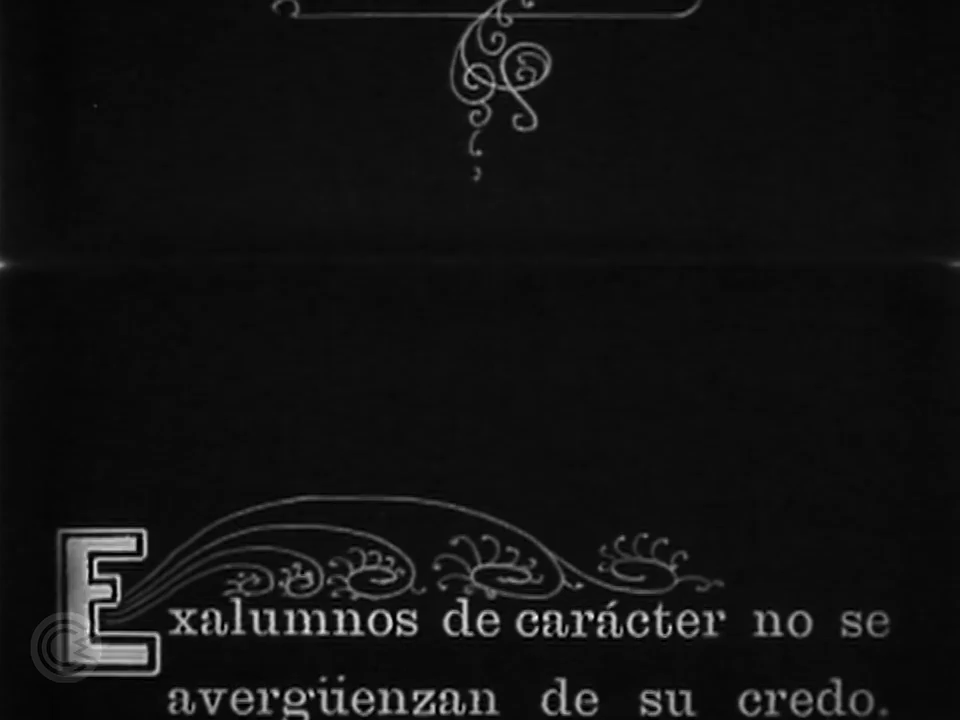 Exalumnos de carácter no se
avergüenzan de su credo.